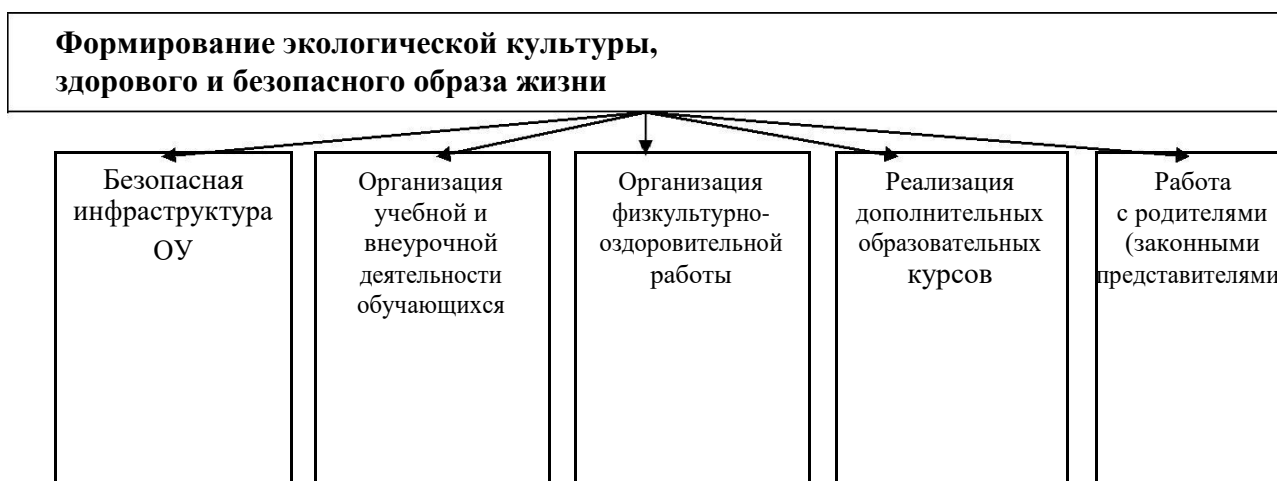 Формирование экологической культуры,
здорового и безопасного образа жизни
Безопасная
инфраструктура
ОУ
Организация
учебной и
внеурочной
деятельности
обучающихся
Организация
физкультурно-
оздоровительной
работы
Реализация
дополнительных
образовательных
курсов
Работа
с родителями
(законными
представителями